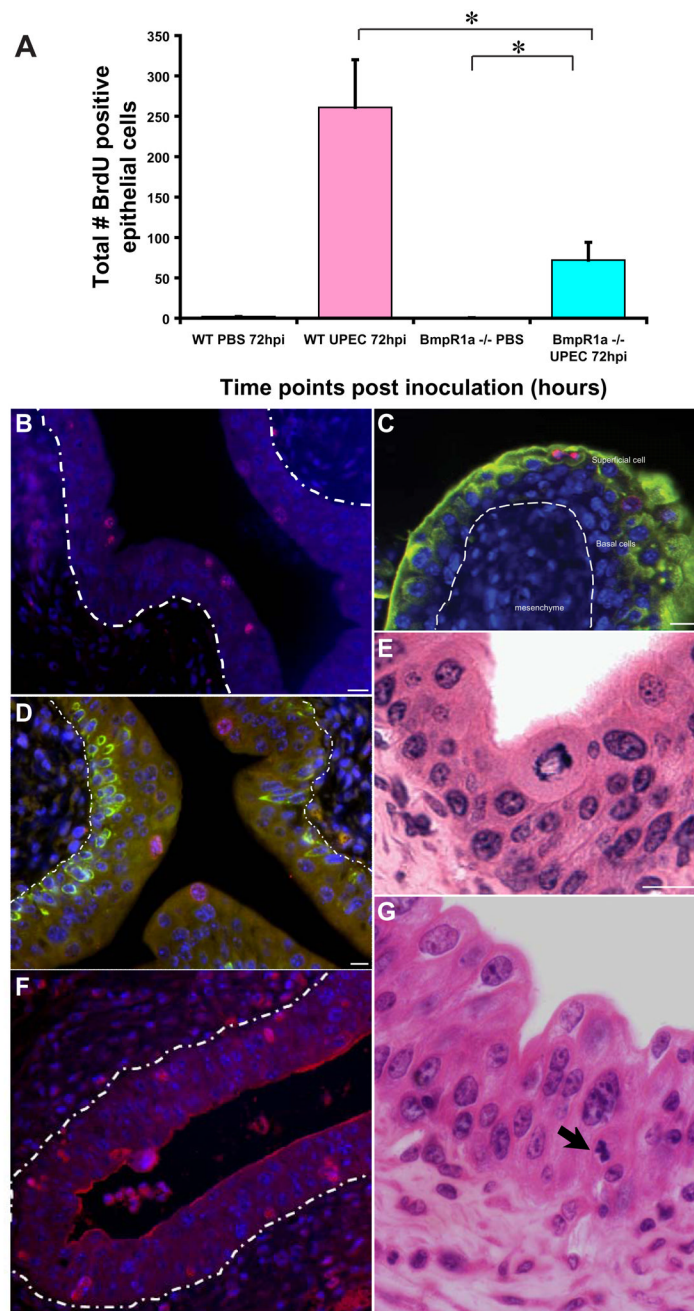 A
*
*
Total # BrdU positive
epithelial cells
350
300
250
200
150
100
50
0
WT PBS 72hpi
WT UPEC 72hpi
BmpR1a -/- PBS
BmpR1a -/-
UPEC 72hpi
Time points post inoculation (hours)
B
C
Superficial cell
Basal cells
mesenchyme
D
E
F
G